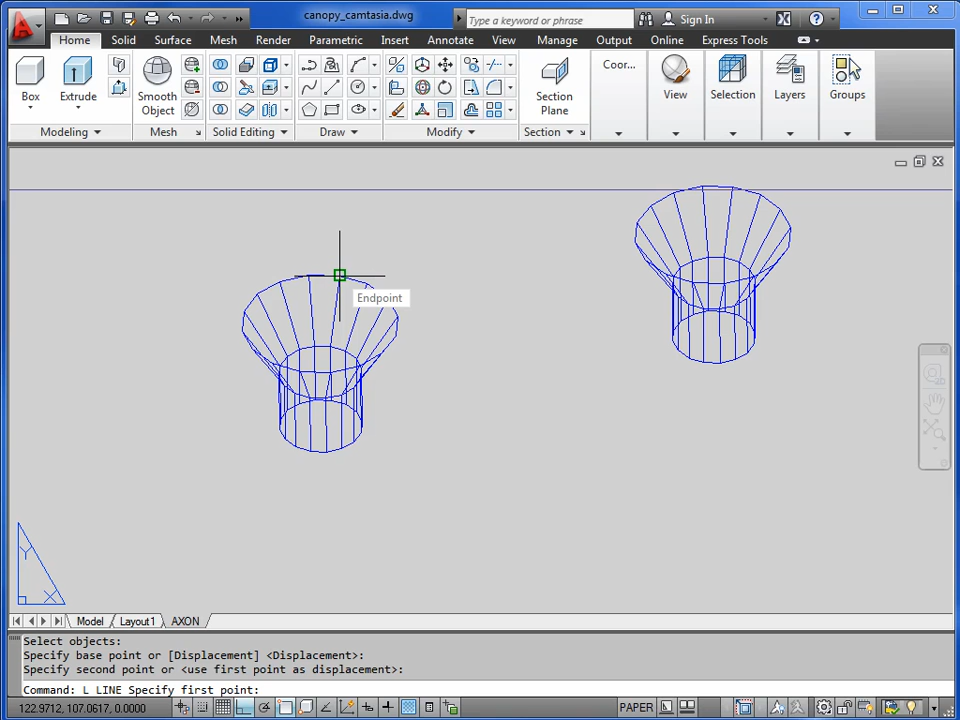 canopy_camtasia.dwg
Type a keyword or phrase
Sign In
Home Solid Surface Mesh Render Parametric Insert Annotate View Manage Output Online Express Tools
Box
Extrude
Smooth Object
Section Plane
Coor...
View
Selection
Layers
Groups
Modeling
Mesh
Solid Editing
Draw
Modify
Section
Endpoint
Y
X
Model Layout1 AXON
Select objects:
Specify base point or [Displacement] <Displacement>:
Specify second point or <use first point as displacement>:
Command: L LINE Specify first point:
122.9712, 107.0617, 0.0000
PAPER